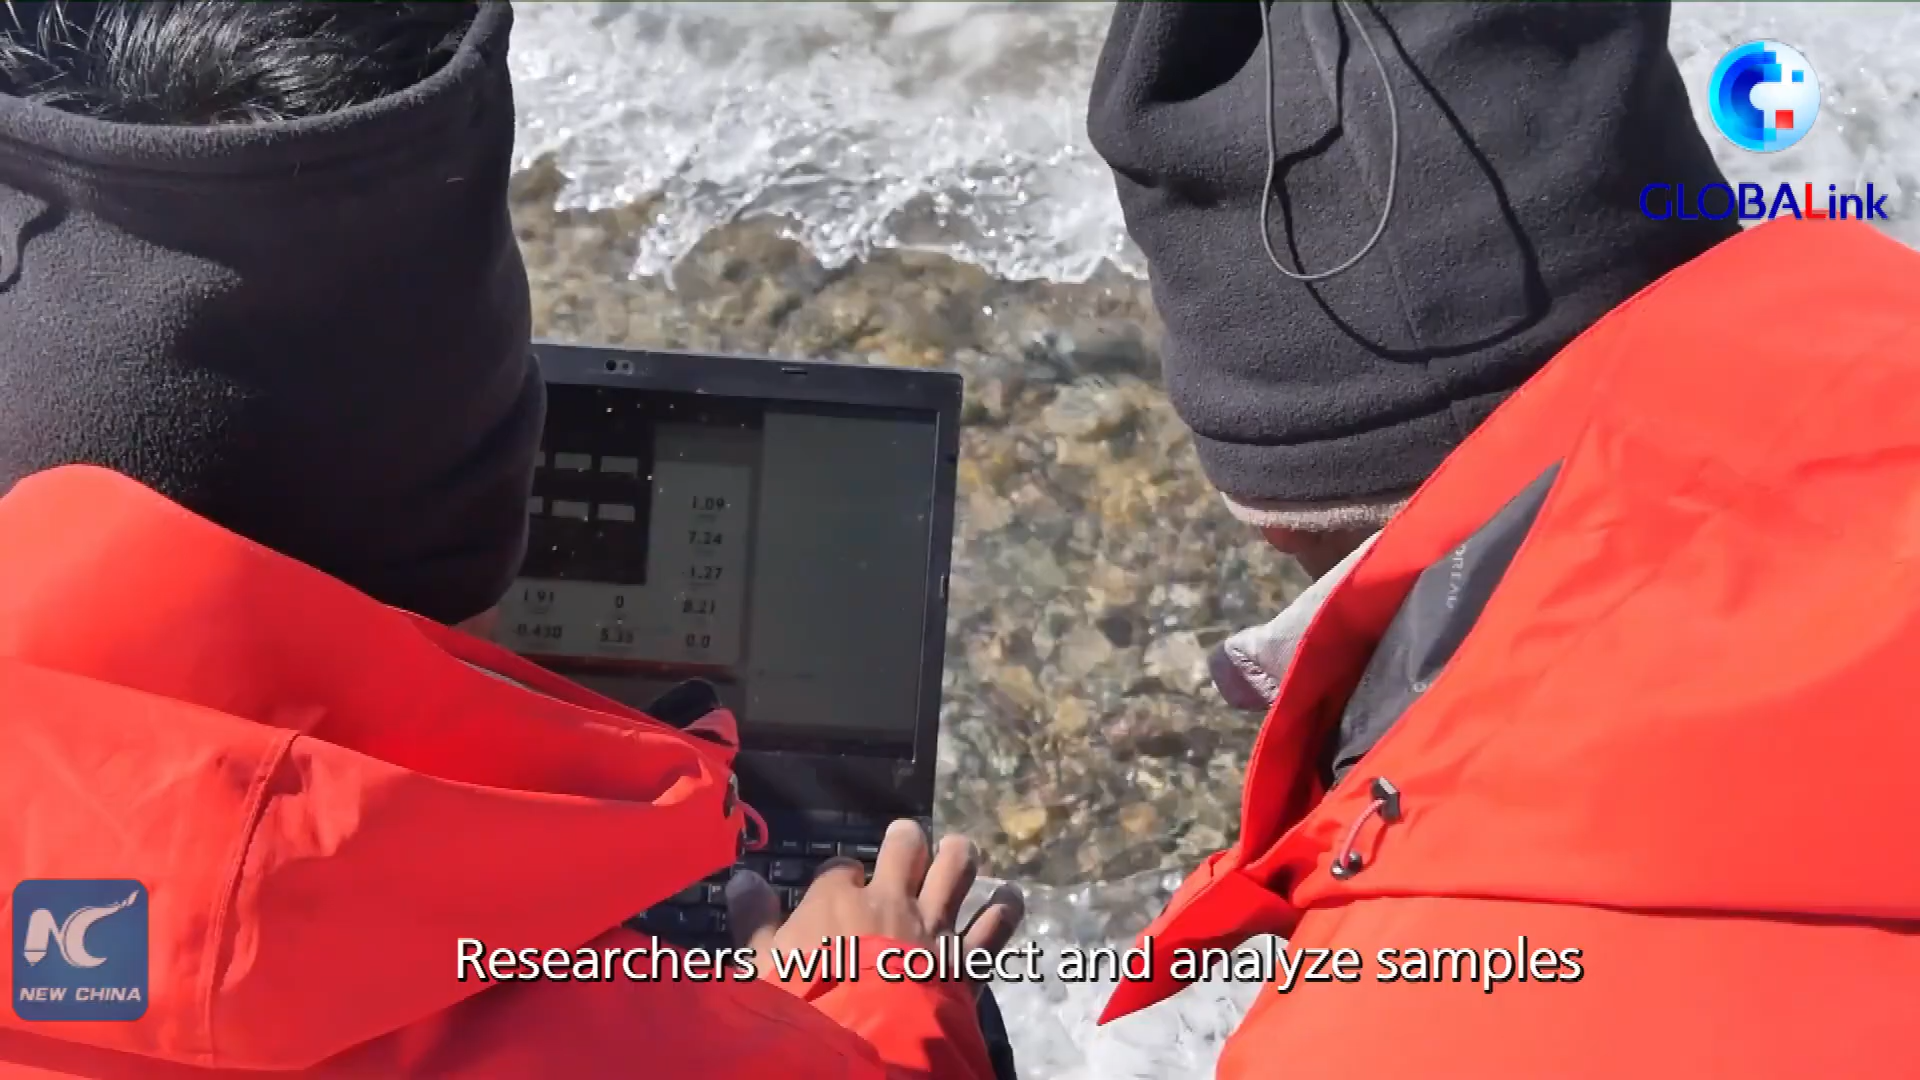 GLOBALink
1.09
7.24
1.27
1.91 0 8.21
-0.430 5.35 0.0
NEW CHINA
Researchers will collect and analyze samples